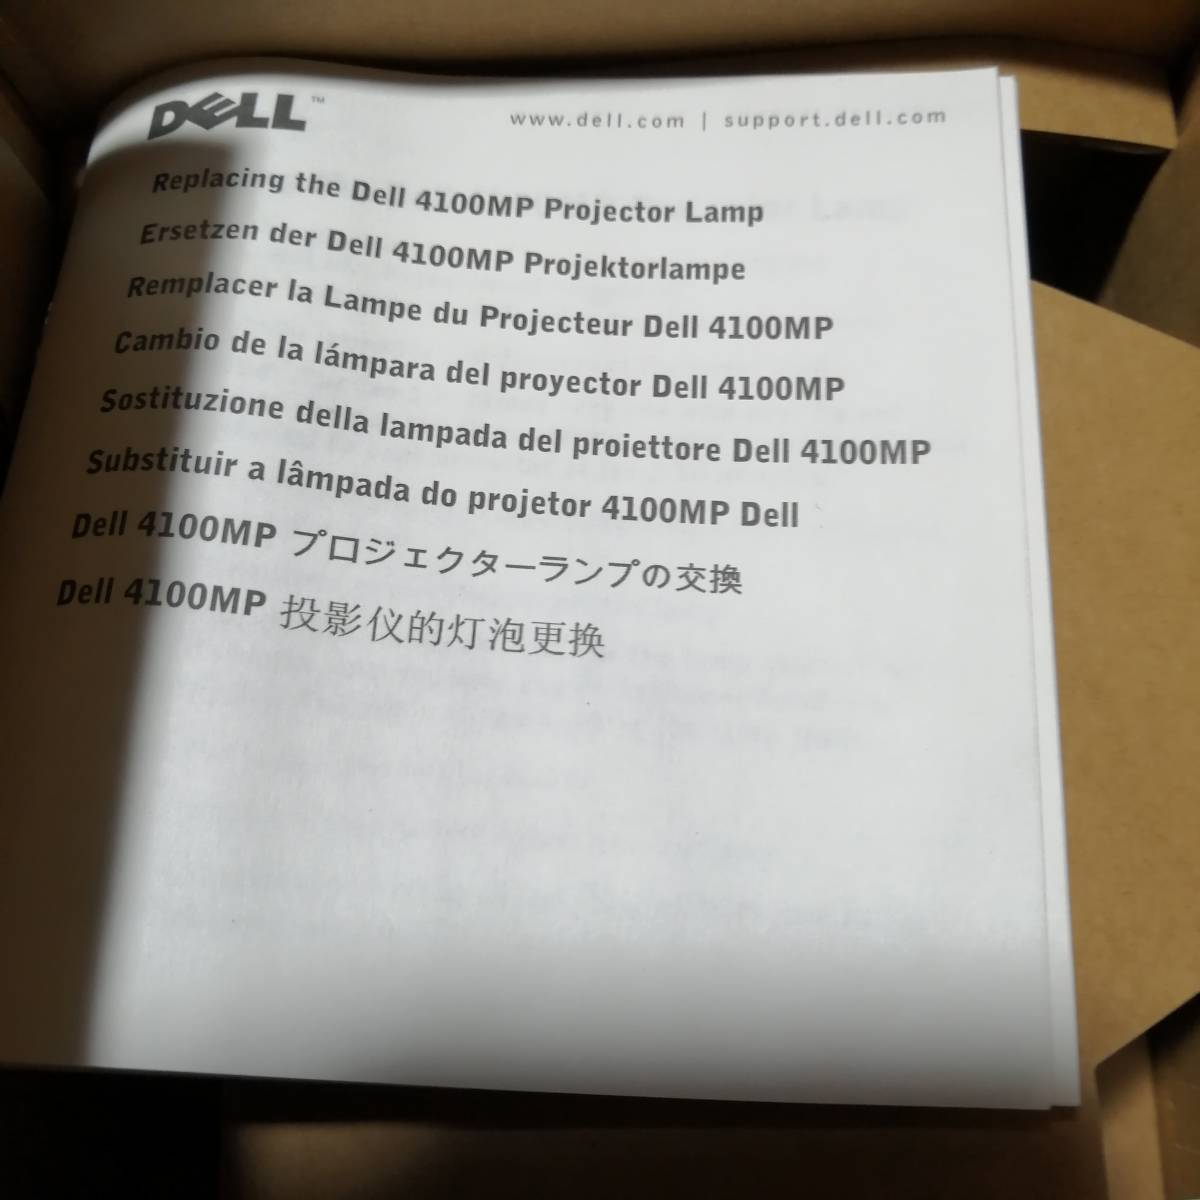 DELL™
www.dell.com | support.dell.com
Replacing the Dell 4100MP Projector Lamp
Ersetzen der Dell 4100MP Projektorlampe
Remplacer la Lampe du Projecteur Dell 4100MP
Cambio de la lámpara del proyector Dell 4100MP
Sostituzione della lampada del proiettore Dell 4100MP
Substituir a lâmpada do projetor 4100MP Dell
Dell 4100MP プロジェクターランプの交換
Dell 4100MP 投影仪的灯泡更换